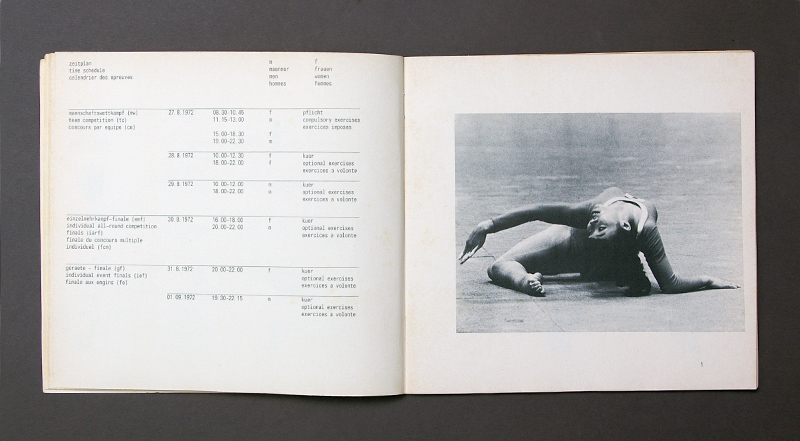 zeitplan
time schedule
calendrier des epreuves
m
maenner
men
hommes
f
frauen
women
femmes
mannschaftswettkampf (mw)
team competition (tc)
concours par equipe (cm)
27.8.1972
08.30-10.45 f
11.15-13.00 m
15.00-18.30 f
19.00-22.30 m
pflicht
compulsory exercises
exercices imposes
28.8.1972
10.00-12.30 f
18.00-22.00 f
kuer
optional exercises
exercices a volonte
29.8.1972
10.00-12.00 m
18.00-22.00 m
kuer
optional exercises
exercices a volonte
einzelmehrkampf-finale (emf)
individual all-round competition
finals (iarf)
finale du concours multiple
individuel (fcm)
30.8.1972
16.00-18.00 f
20.00-22.00 m
kuer
optional exercises
exercices a volonte
geraete - finale (gf)
individual event finals (ief)
finale aux engins (fe)
31.8.1972
20.00-22.00 f
kuer
optional exercises
exercices a volonte
01.09.1972
19.30-22.15 m
kuer
optional exercises
exercices a volonte
1